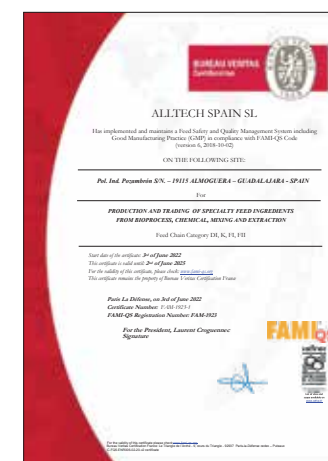 BUREAU VERITAS
Certification
ALLTECH SPAIN SL
Has implemented and maintains a Feed Safety and Quality Management System including
Good Manufacturing Practice (GMP) in compliance with FAMI-QS Code
(version 6, 2018-10-02)
ON THE FOLLOWING SITE:
Pol. Ind. Pozambrín S/N. – 19115 ALMOGUERA – GUADALAJARA - SPAIN
For
PRODUCTION AND TRADING OF SPECIALTY FEED INGREDIENTS
FROM BIOPROCESS, CHEMICAL, MIXING AND EXTRACTION
Feed Chain Category DI, K, FI, FII
Start date of the certificate: 3rd of June 2022
This certificate is valid until: 2nd of June 2025
For the validity of this certificate, please check: www.fami-qs.org
This certificate remains the property of Bureau Veritas Certification France
Paris La Défense, on 3rd of June 2022
Certificate Number: FAM-1923-1
FAMI-QS Registration Number: FAM-1923
For the President, Laurent Croguennec
Signature
FAMI-QS
cofrac